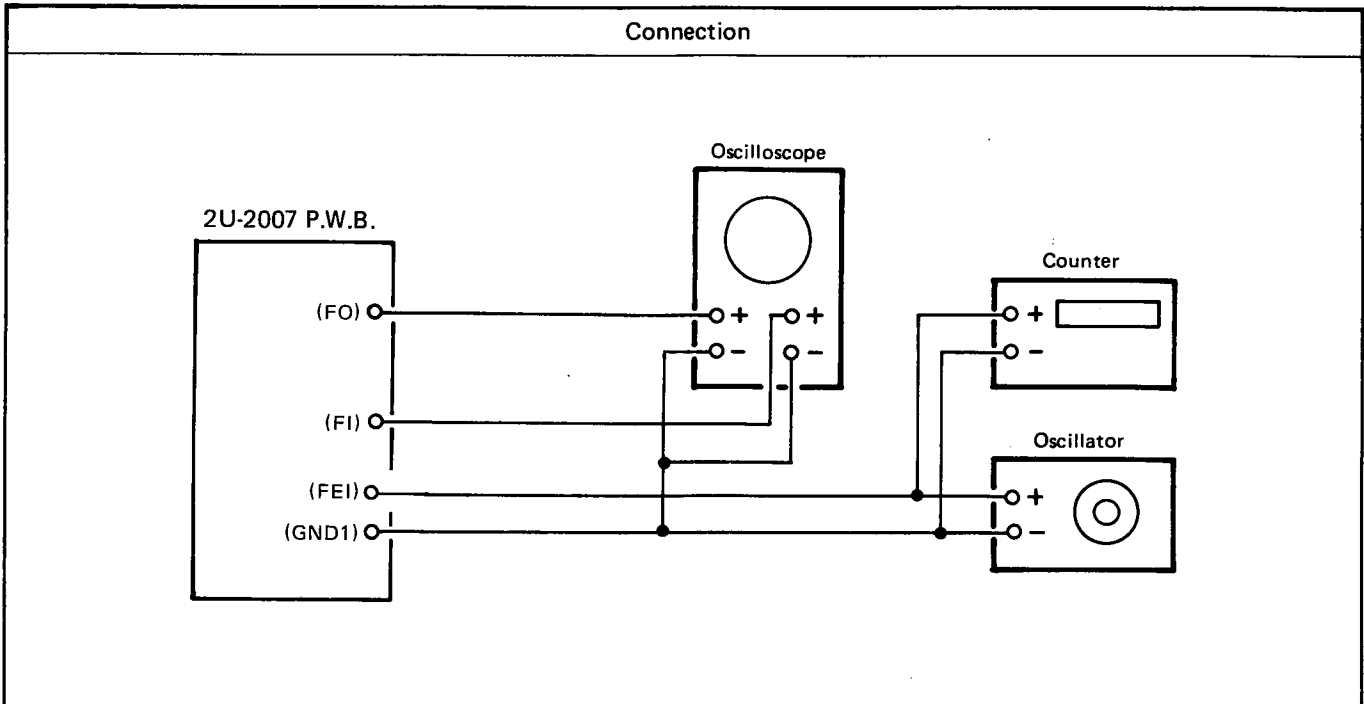 Connection
Oscilloscope
2U-2007 P.W.B.
Counter
(FO)
+ +
+
- -
-
(FI)
Oscillator
(FEI)
+
(GND1)
-